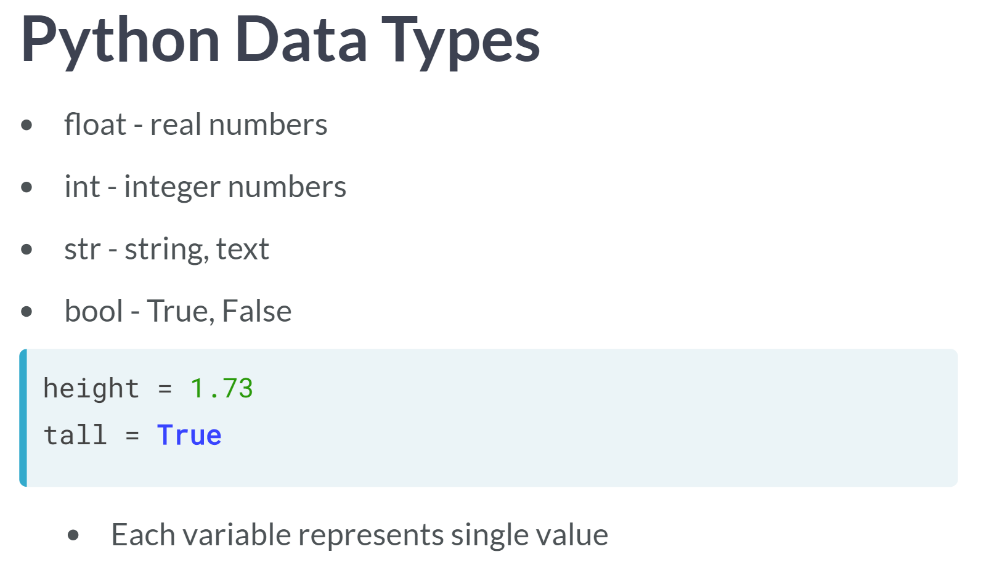 Python Data Types
• float - real numbers
• int - integer numbers
• str - string, text
• bool - True, False
height = 1.73
tall = True
• Each variable represents single value